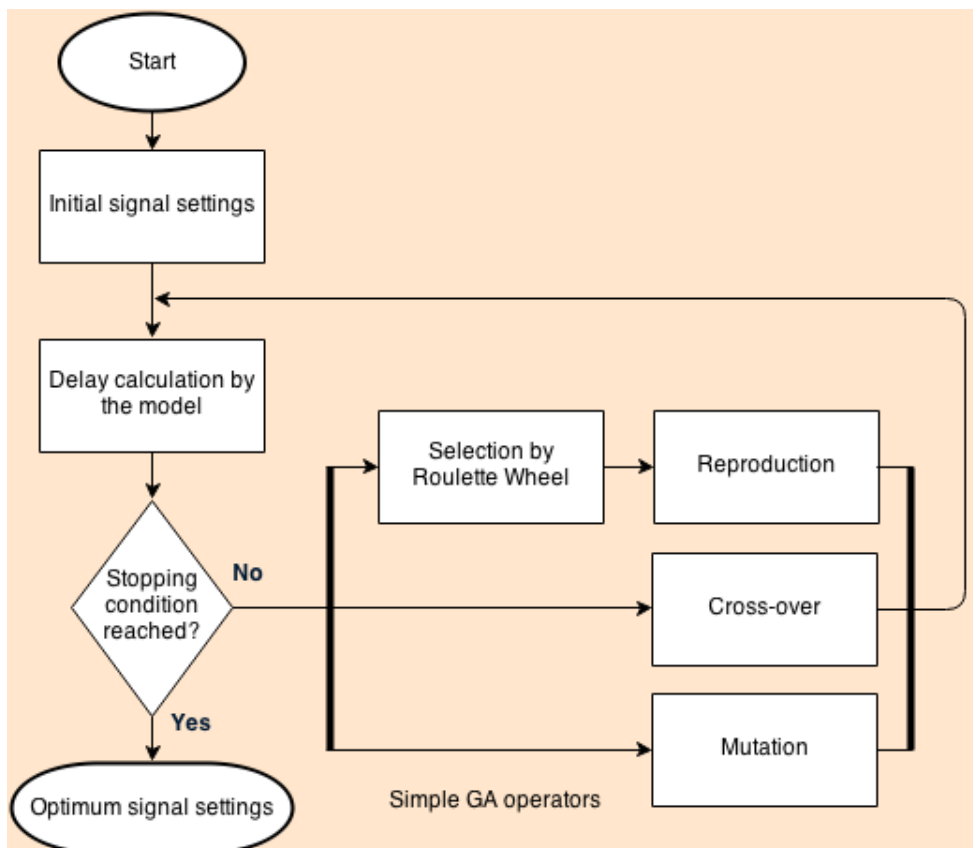 Start
Initial signal settings
Delay calculation by
the model
Selection by
Roulette Wheel
Reproduction
No
Stopping
condition
reached?
Cross-over
Yes
Mutation
Optimum signal settings
Simple GA operators